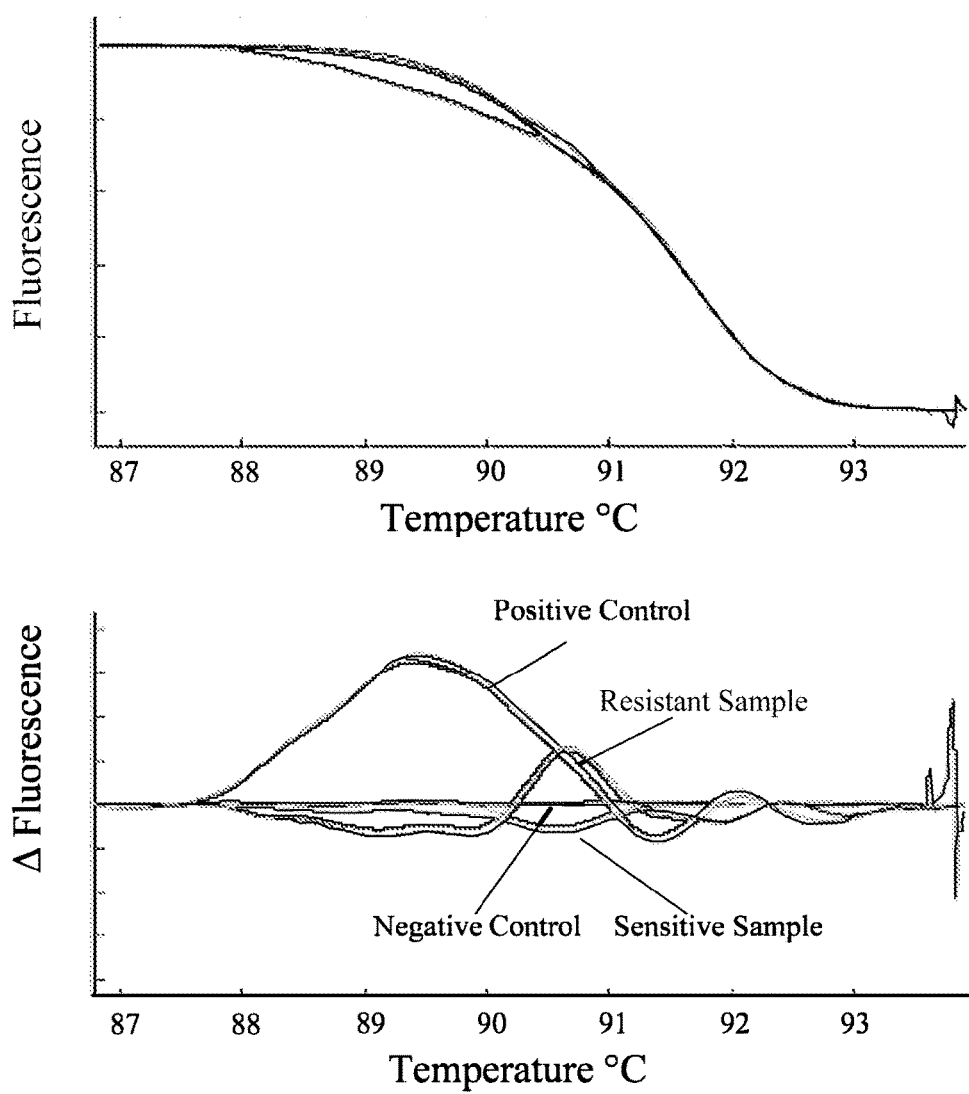 Fluorescence
87 88 89 90 91 92 93
Temperature °C
Δ Fluorescence
Positive Control
Resistant Sample
Negative Control
Sensitive Sample
87 88 89 90 91 92 93
Temperature °C